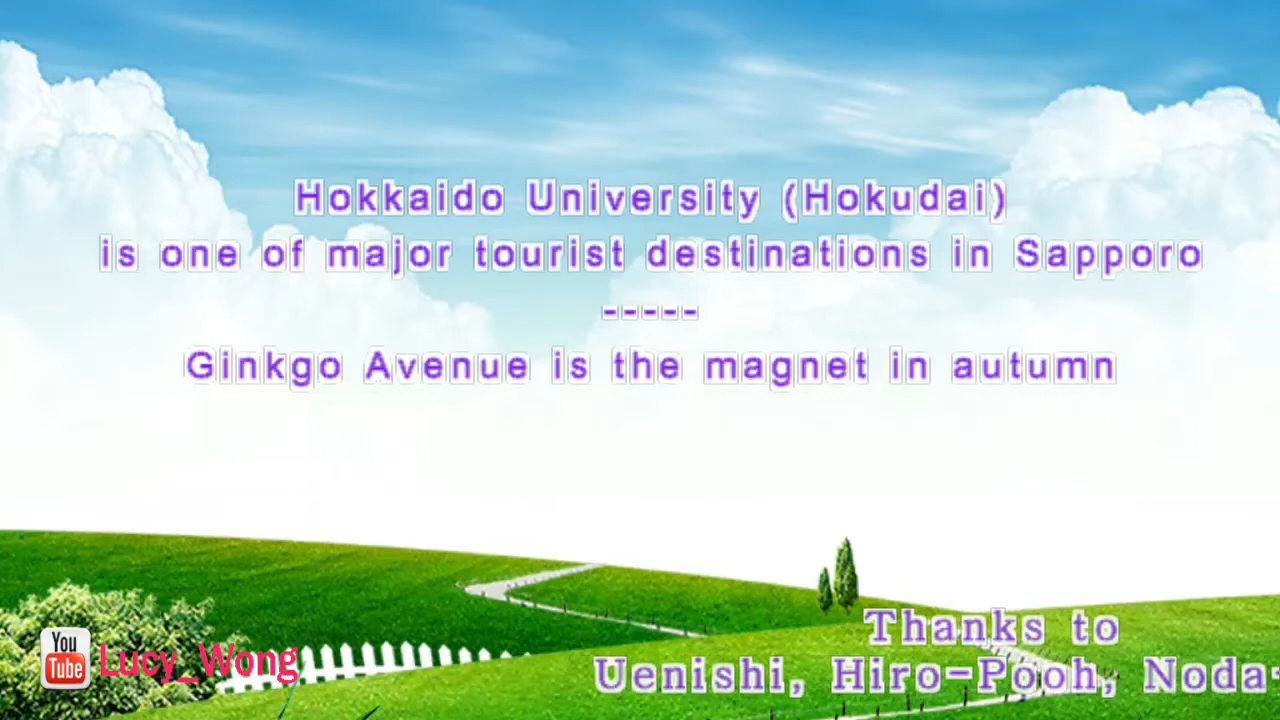 Hokkaido University (Hokudai)
is one of major tourist destinations in Sapporo
-----
Ginkgo Avenue is the magnet in autumn
Thanks to
Uenishi, Hiro-Pooh, Noda-
You
Tube
Lucy_Wong